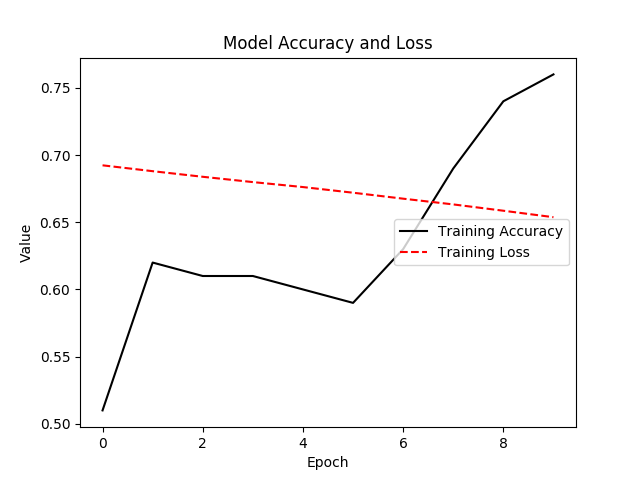 Model Accuracy and Loss
0.75
0.70
0.65
0.60
0.55
0.50
Value
Training Accuracy
Training Loss
0 2 4 6 8
Epoch